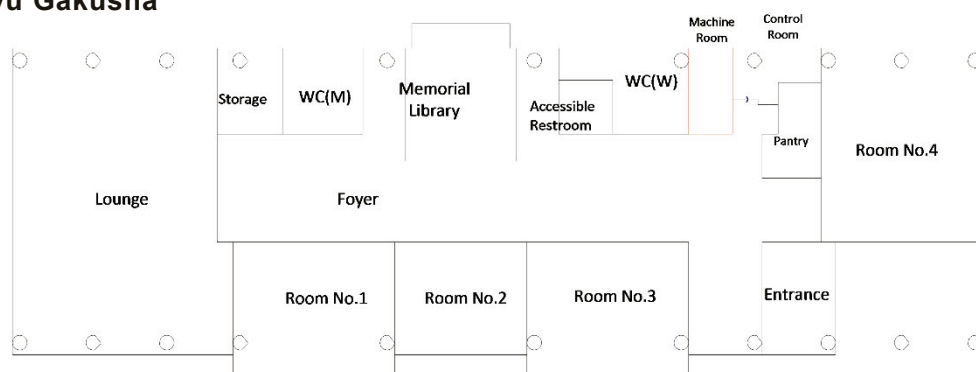 Gakusha
Machine
Room
Control
Room
Storage
WC(M)
Memorial
Library
Accessible
Restroom
WC(W)
Pantry
Room No.4
Lounge
Foyer
Room No.1
Room No.2
Room No.3
Entrance